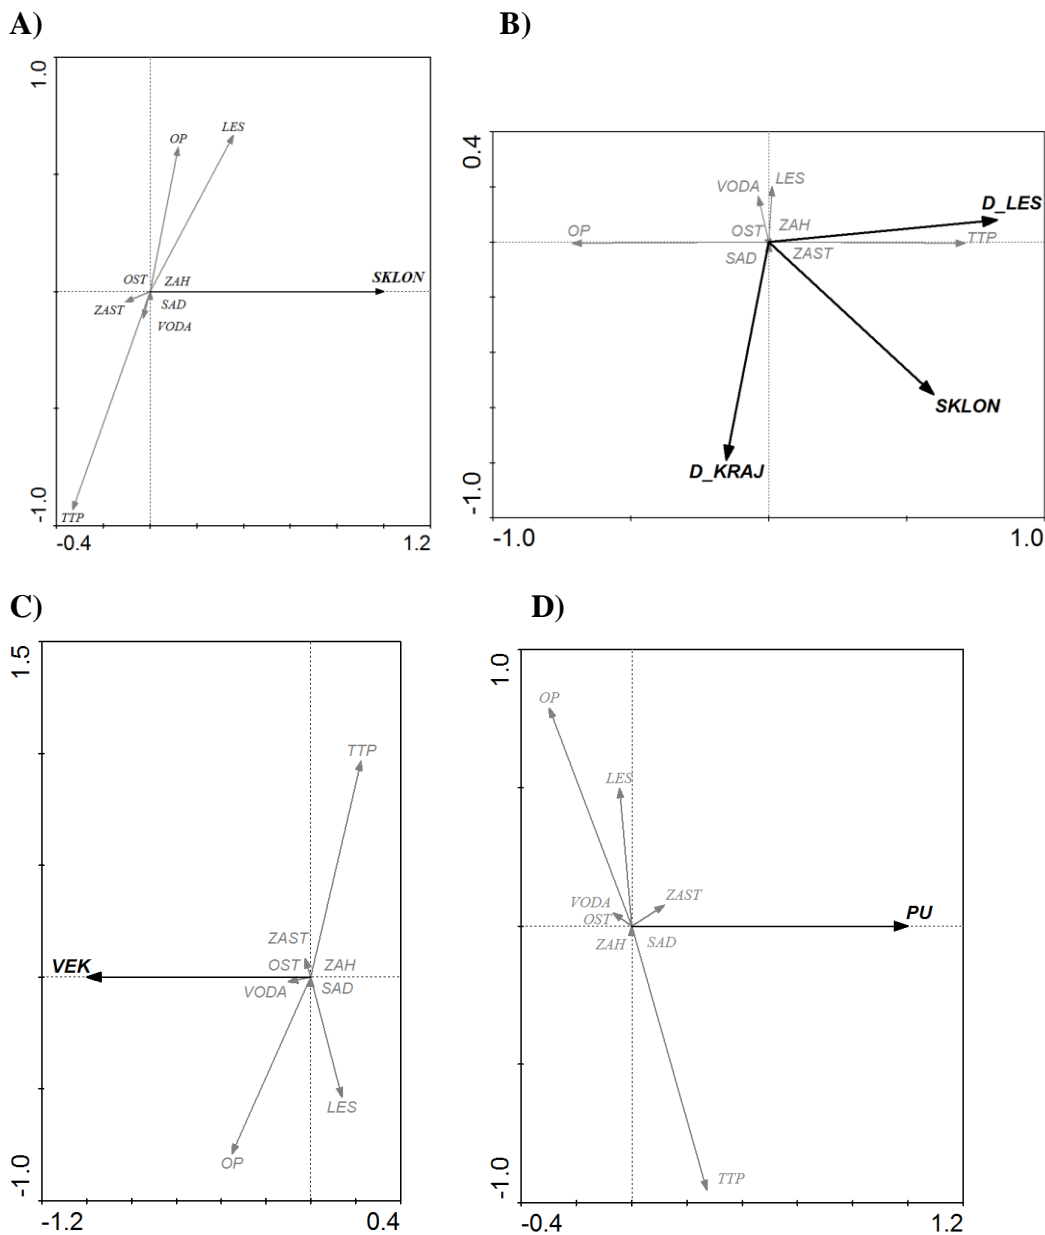 A)
B)
1.0
OP
LES
OST
ZAH
SKLON
ZAST
SAD
VODA
TTP
-1.0
-0.4
1.2
0.4
VODA
LES
D_LES
OP
OST
ZAH
TTP
SAD
ZAST
SKLON
D_KRAJ
-1.0
1.0
C)
D)
1.5
TTP
ZAST
VEK
OST
ZAH
VODA
SAD
LES
OP
-1.0
-1.2
0.4
1.0
OP
LES
VODA
ZAST
OST
PU
ZAH
SAD
TTP
-1.0
-0.4
1.2